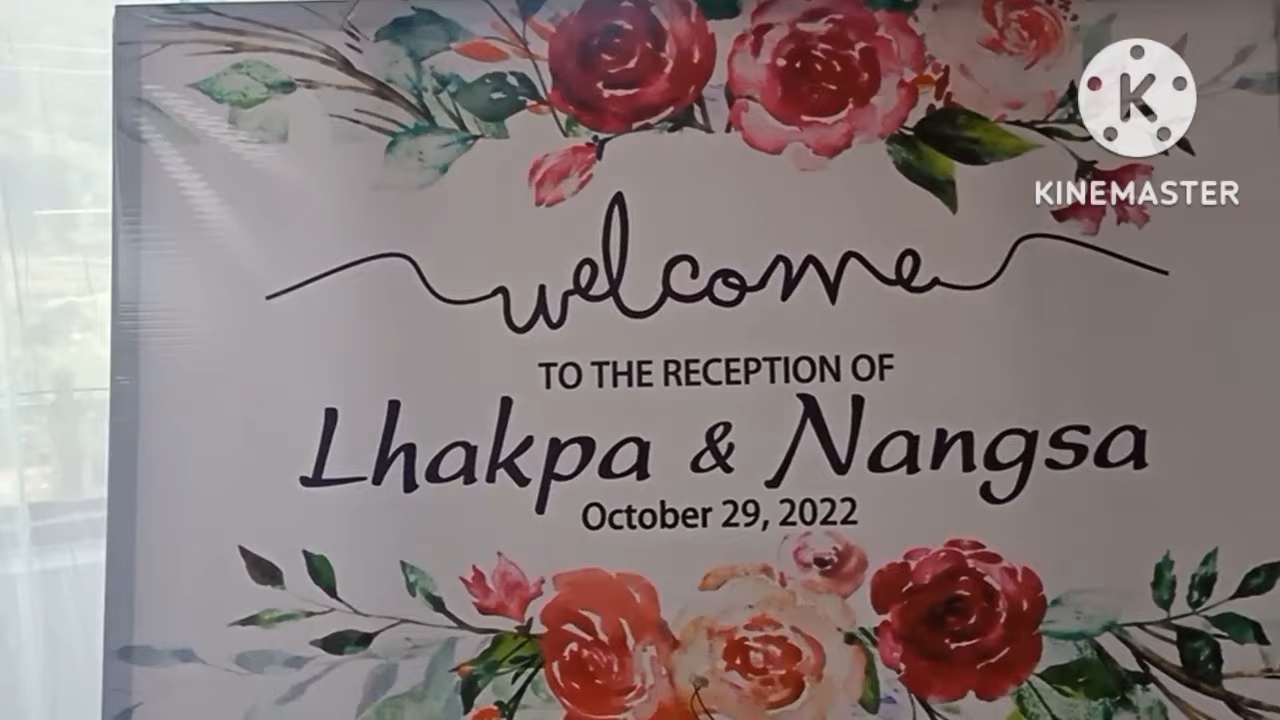 K
KINEMASTER
welcome
TO THE RECEPTION OF
Lhakpa & Nangsa
October 29, 2022